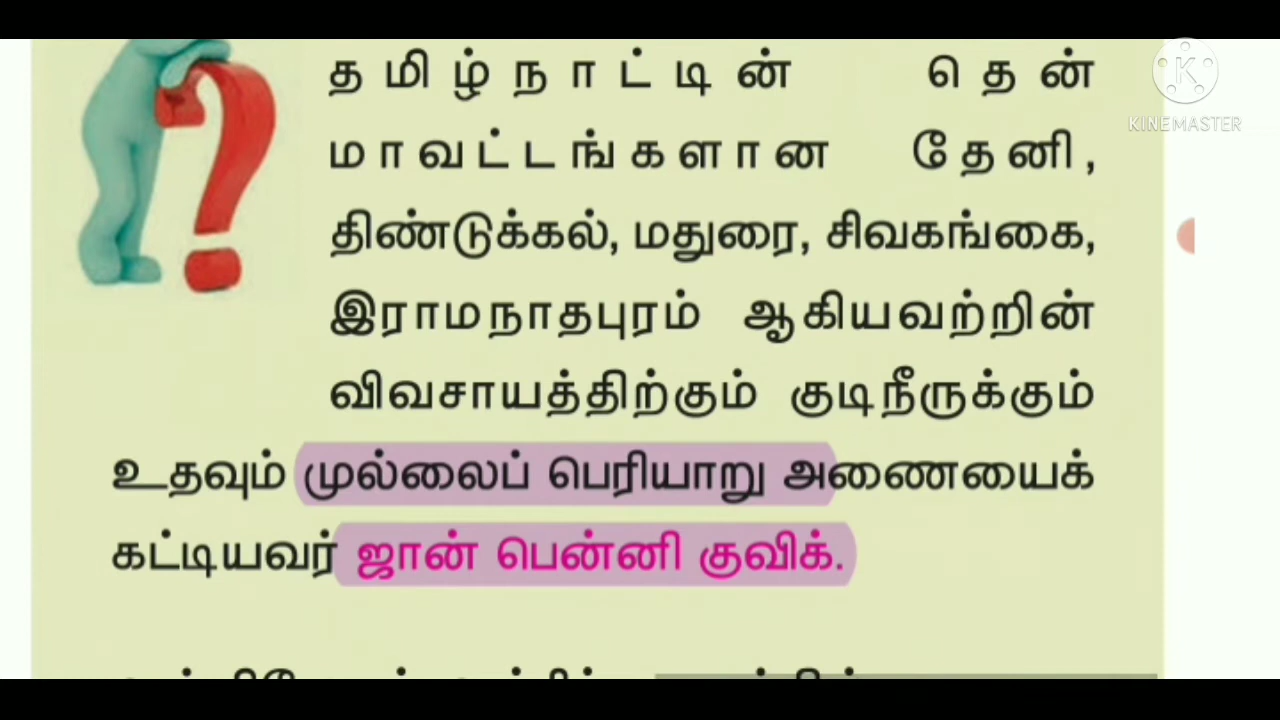 தமிழ்நாட்டின் தென்
மாவட்டங்களான தேனி,
திண்டுக்கல், மதுரை, சிவகங்கை,
இராமநாதபுரம் ஆகியவற்றின்
விவசாயத்திற்கும் குடிநீருக்கும்
உதவும் முல்லைப் பெரியாறு அணையைக்
கட்டியவர் ஜான் பென்னி குவிக்.
K
KINEMASTER